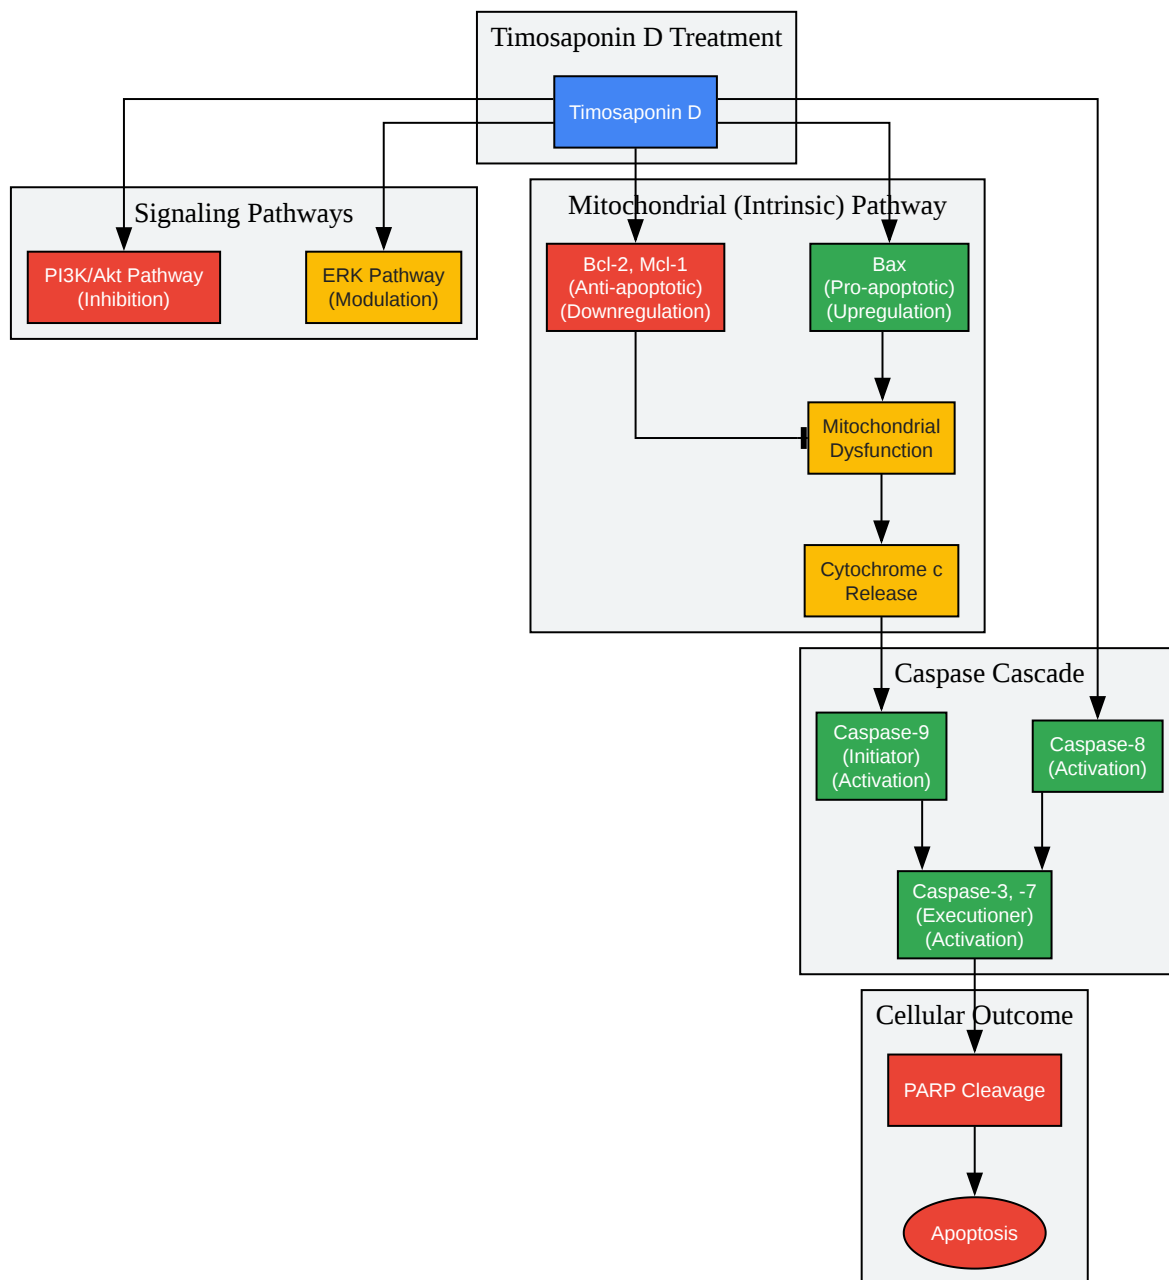 Timosaponin D Treatment
Timosaponin D
Signaling Pathways
PI3K/Akt Pathway
(Inhibition)
ERK Pathway
(Modulation)
Mitochondrial (Intrinsic) Pathway
Bcl-2, Mcl-1
(Anti-apoptotic)
(Downregulation)
Bax
(Pro-apoptotic)
(Upregulation)
Mitochondrial
Dysfunction
Cytochrome c
Release
Caspase Cascade
Caspase-9
(Initiator)
(Activation)
Caspase-8
(Activation)
Caspase-3, -7
(Executioner)
(Activation)
Cellular Outcome
PARP Cleavage
Apoptosis